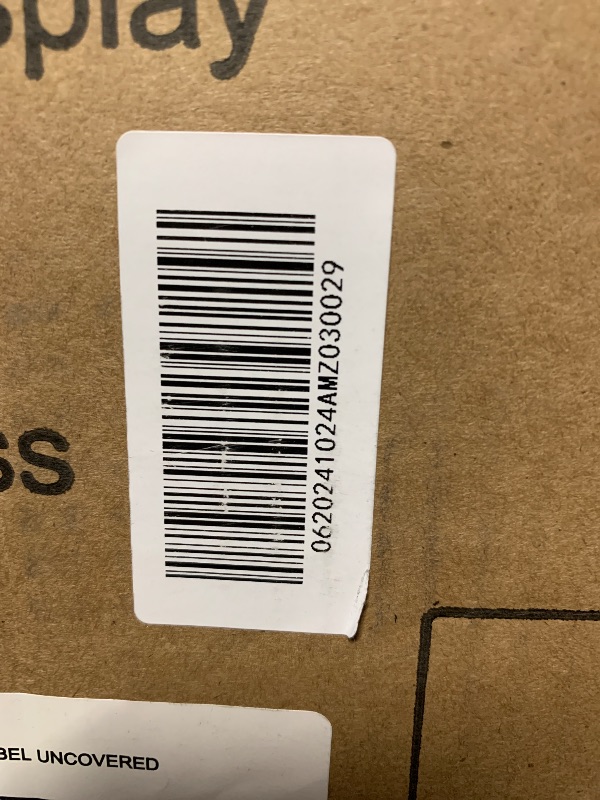 splay
0620241024AMZ030029
ss
BEL UNCOVERED